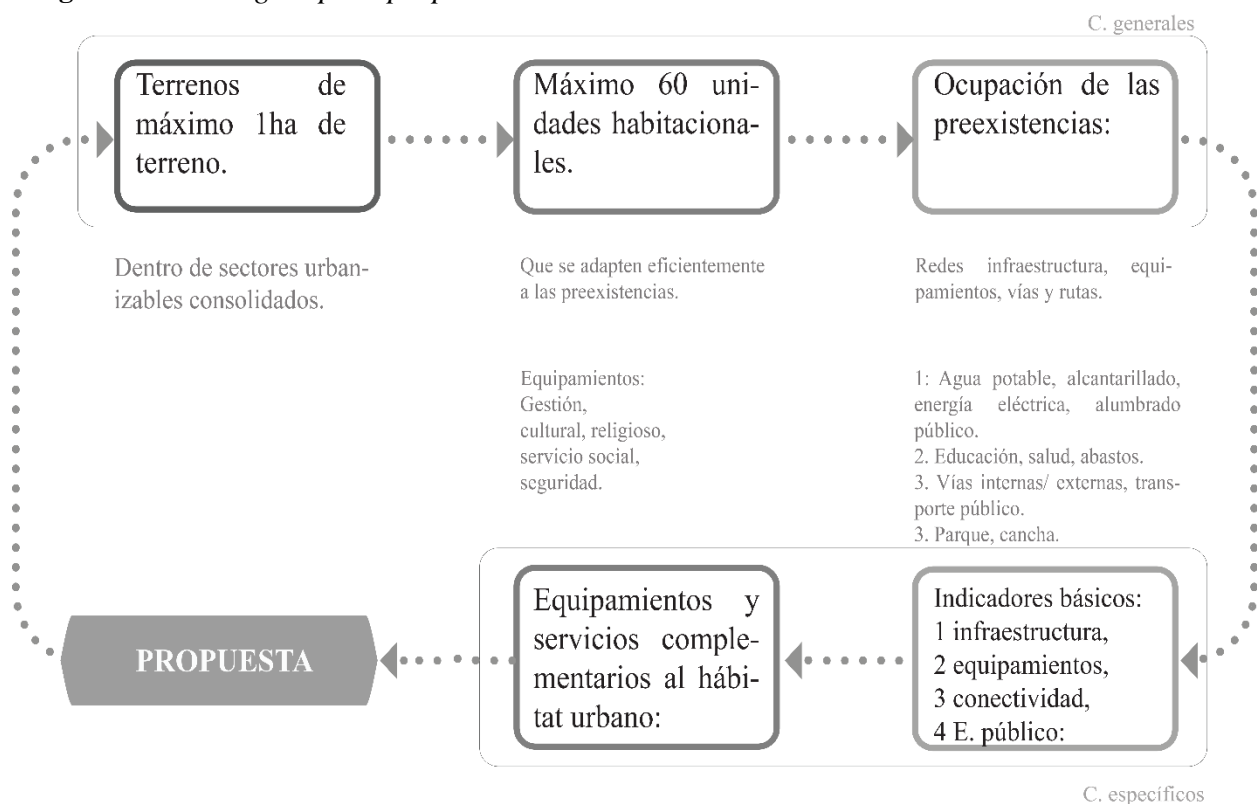 C. generales
Terrenos de
máximo 1ha de
terreno.
Máximo 60 uni-
dades habitaciona-
les.
Ocupación de las
preexistencias:
Dentro de sectores urban-
izables consolidados.
Que se adapten eficientemente
a las preexistencias.
Redes infraestructura, equi-
pamientos, vías y rutas.
Equipamientos:
Gestión,
cultural, religioso,
servicio social,
seguridad.
1: Agua potable, alcantarillado,
energía eléctrica, alumbrado
público.
2. Educación, salud, abastos.
3. Vías internas/ externas, trans-
porte público.
3. Parque, cancha.
PROPUESTA
Equipamientos y
servicios comple-
mentarios al hábi-
tat urbano:
Indicadores básicos:
1 infraestructura,
2 equipamientos,
3 conectividad,
4 E. público:
C. específicos